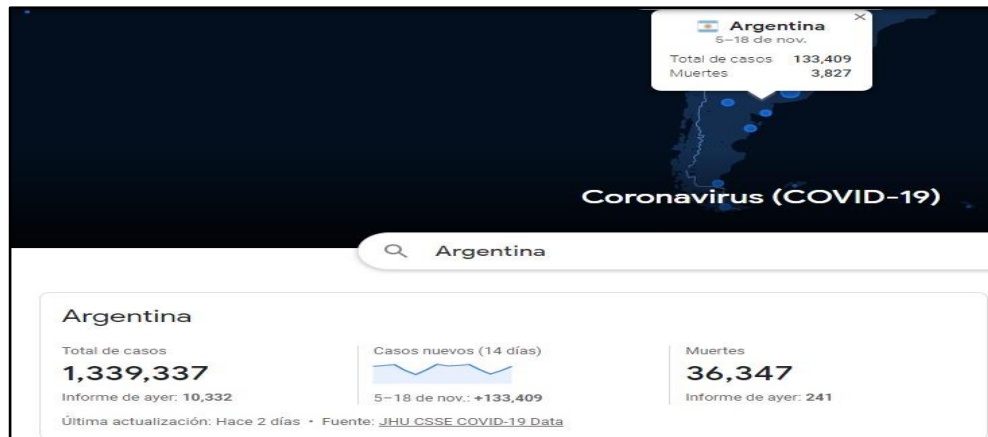 Argentina
5–18 de nov.
Total de casos 133,409
Muertes 3,827
Coronavirus (COVID-19)
Argentina
Argentina
Total de casos Casos nuevos (14 días) Muertes
1,339,337 36,347
Informe de ayer: 10,332 5–18 de nov.: +133,409 Informe de ayer: 241
Última actualización: Hace 2 días • Fuente: JHU CSSE COVID-19 Data